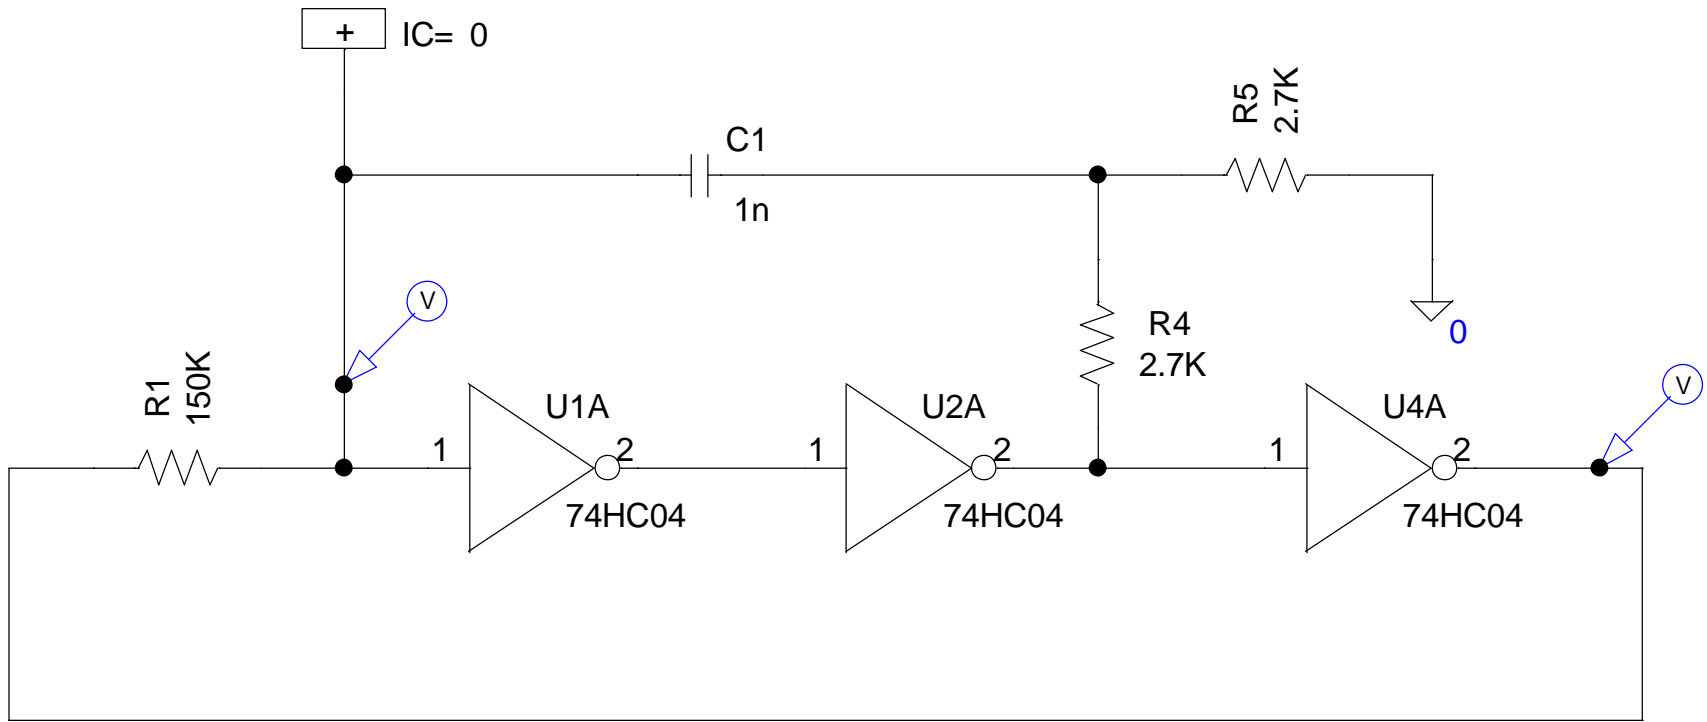 +
IC= 0
R5
2.7K
C1
1n
V
R4
2.7K
0
V
R1
150K
U1A
U2A
U4A
1
2
1
2
1
2
74HC04
74HC04
74HC04